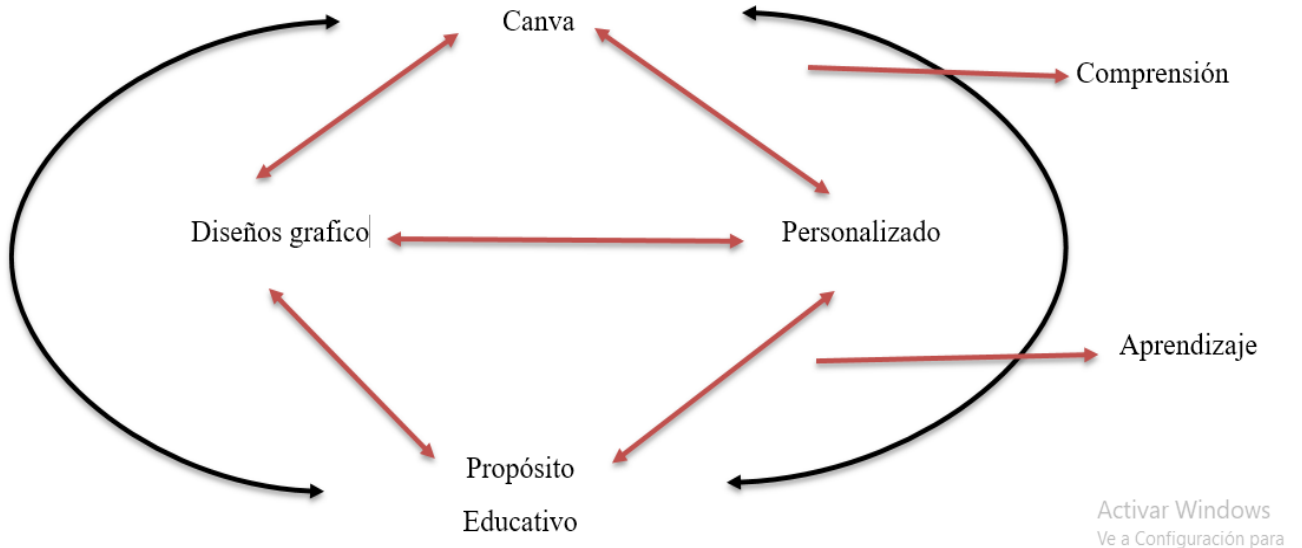 Canva
Comprensión
Diseños grafico
Personalizado
Aprendizaje
Propósito
Educativo
Activar Windows
Ve a Configuración para